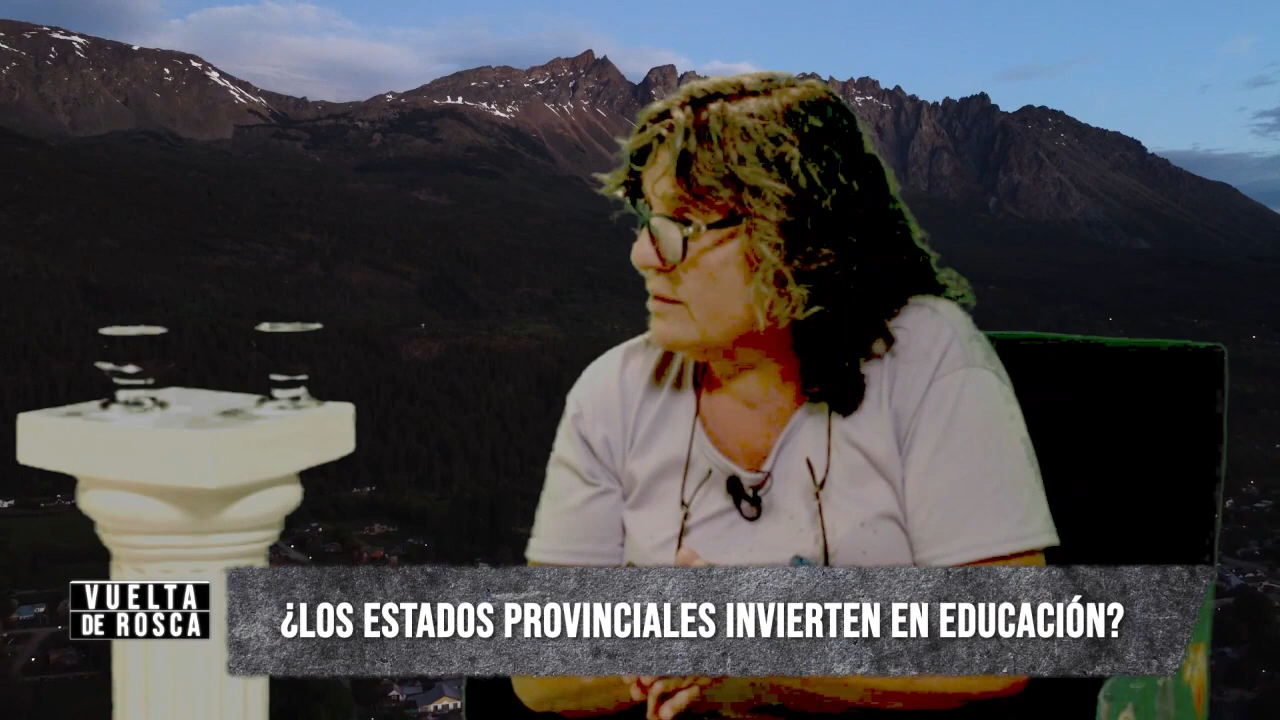 VUELTA
DE ROSCA
¿LOS ESTADOS PROVINCIALES INVIERTEN EN EDUCACIÓN?